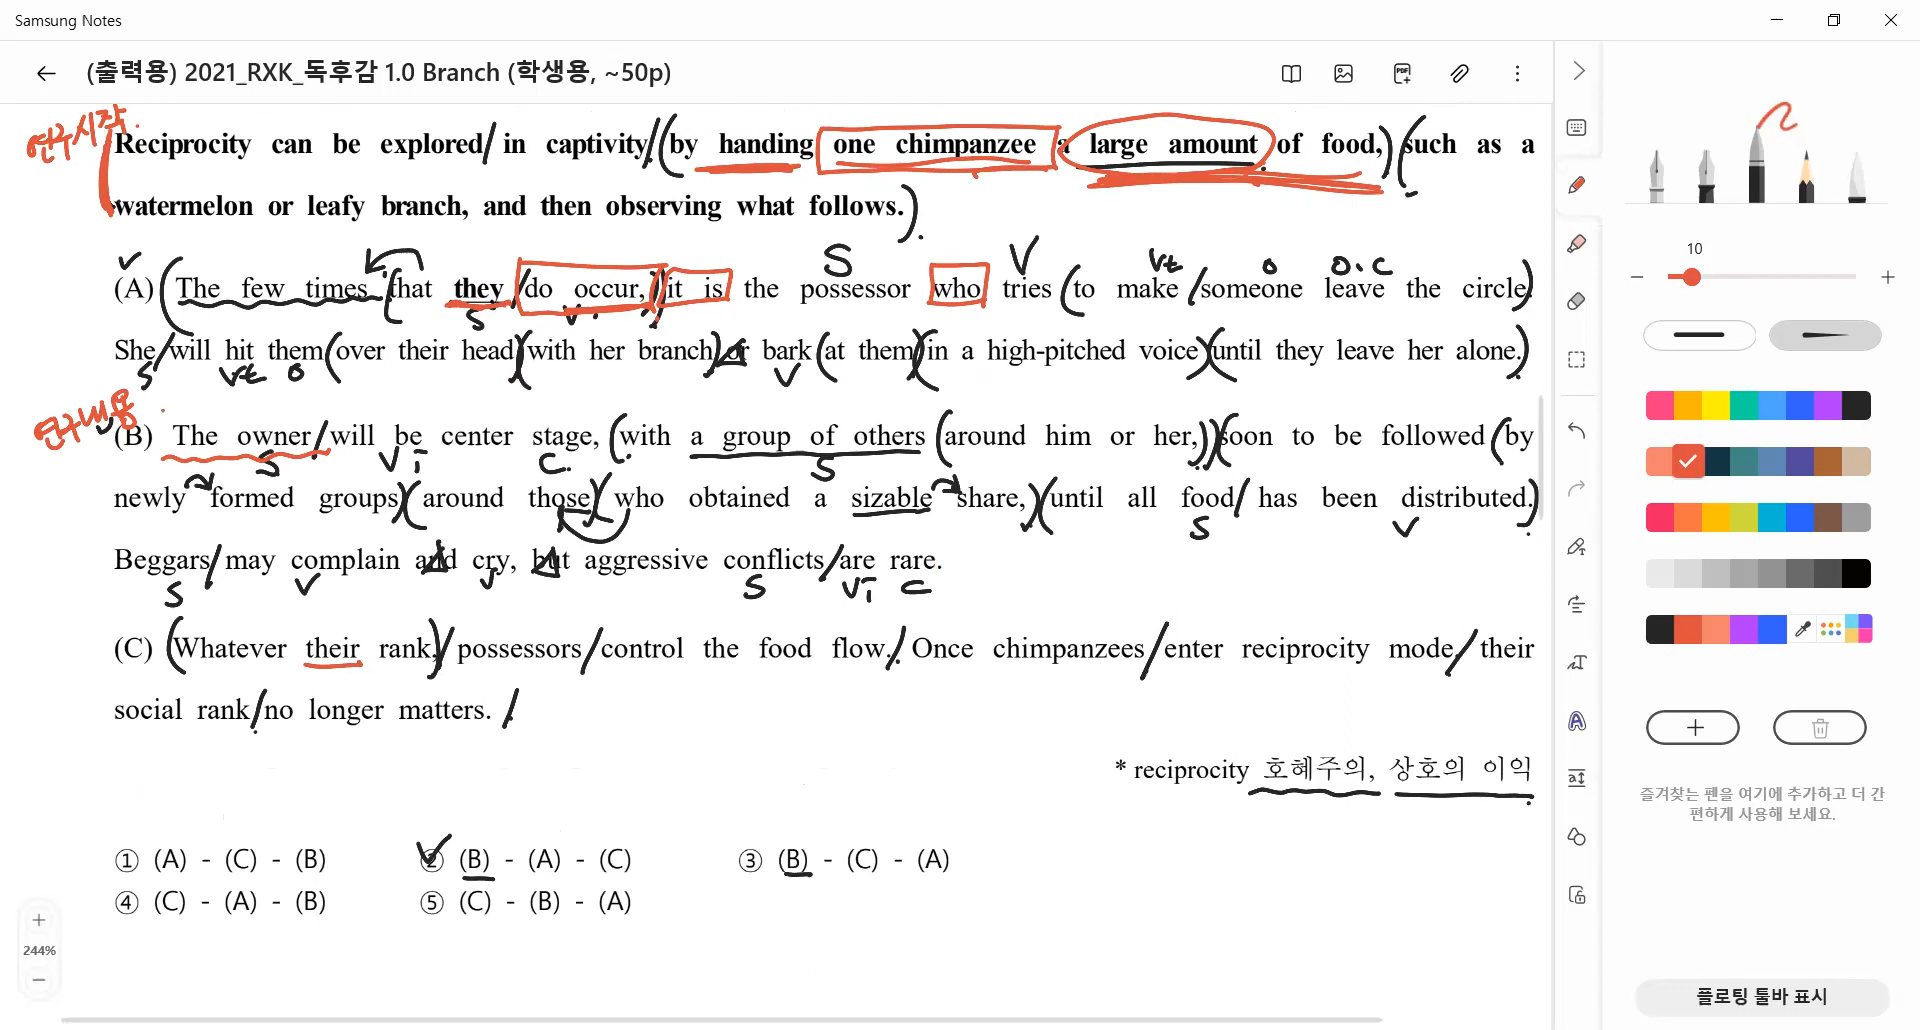 Samsung Notes
(출력용) 2021_RXK_독후감 1.0 Branch (학생용, ~50p)
연구시작
Reciprocity can be explored in captivity by handing one chimpanzee a large amount of food, such as a
watermelon or leafy branch, and then observing what follows.
S V vt o o.c
(A) The few times that they do occur, it is the possessor who tries to make someone leave the circle.
S V
She will hit them over their head with her branch or bark at them in a high-pitched voice until they leave her alone.
S vt o V
연구내용
(B) The owner will be center stage, with a group of others around him or her, soon to be followed by
S Vi C. S
newly formed groups around those who obtained a sizable share, until all food has been distributed.
S V
Beggars may complain and cry, but aggressive conflicts are rare.
S V V S Vi C
(C) Whatever their rank, possessors control the food flow. Once chimpanzees enter reciprocity mode, their
social rank no longer matters.
* reciprocity 호혜주의, 상호의 이익
① (A) - (C) - (B) ② (B) - (A) - (C) ③ (B) - (C) - (A)
④ (C) - (A) - (B) ⑤ (C) - (B) - (A)
244%
10
즐겨찾는 펜을 여기에 추가하고 더 간
편하게 사용해 보세요.
플로팅 툴바 표시